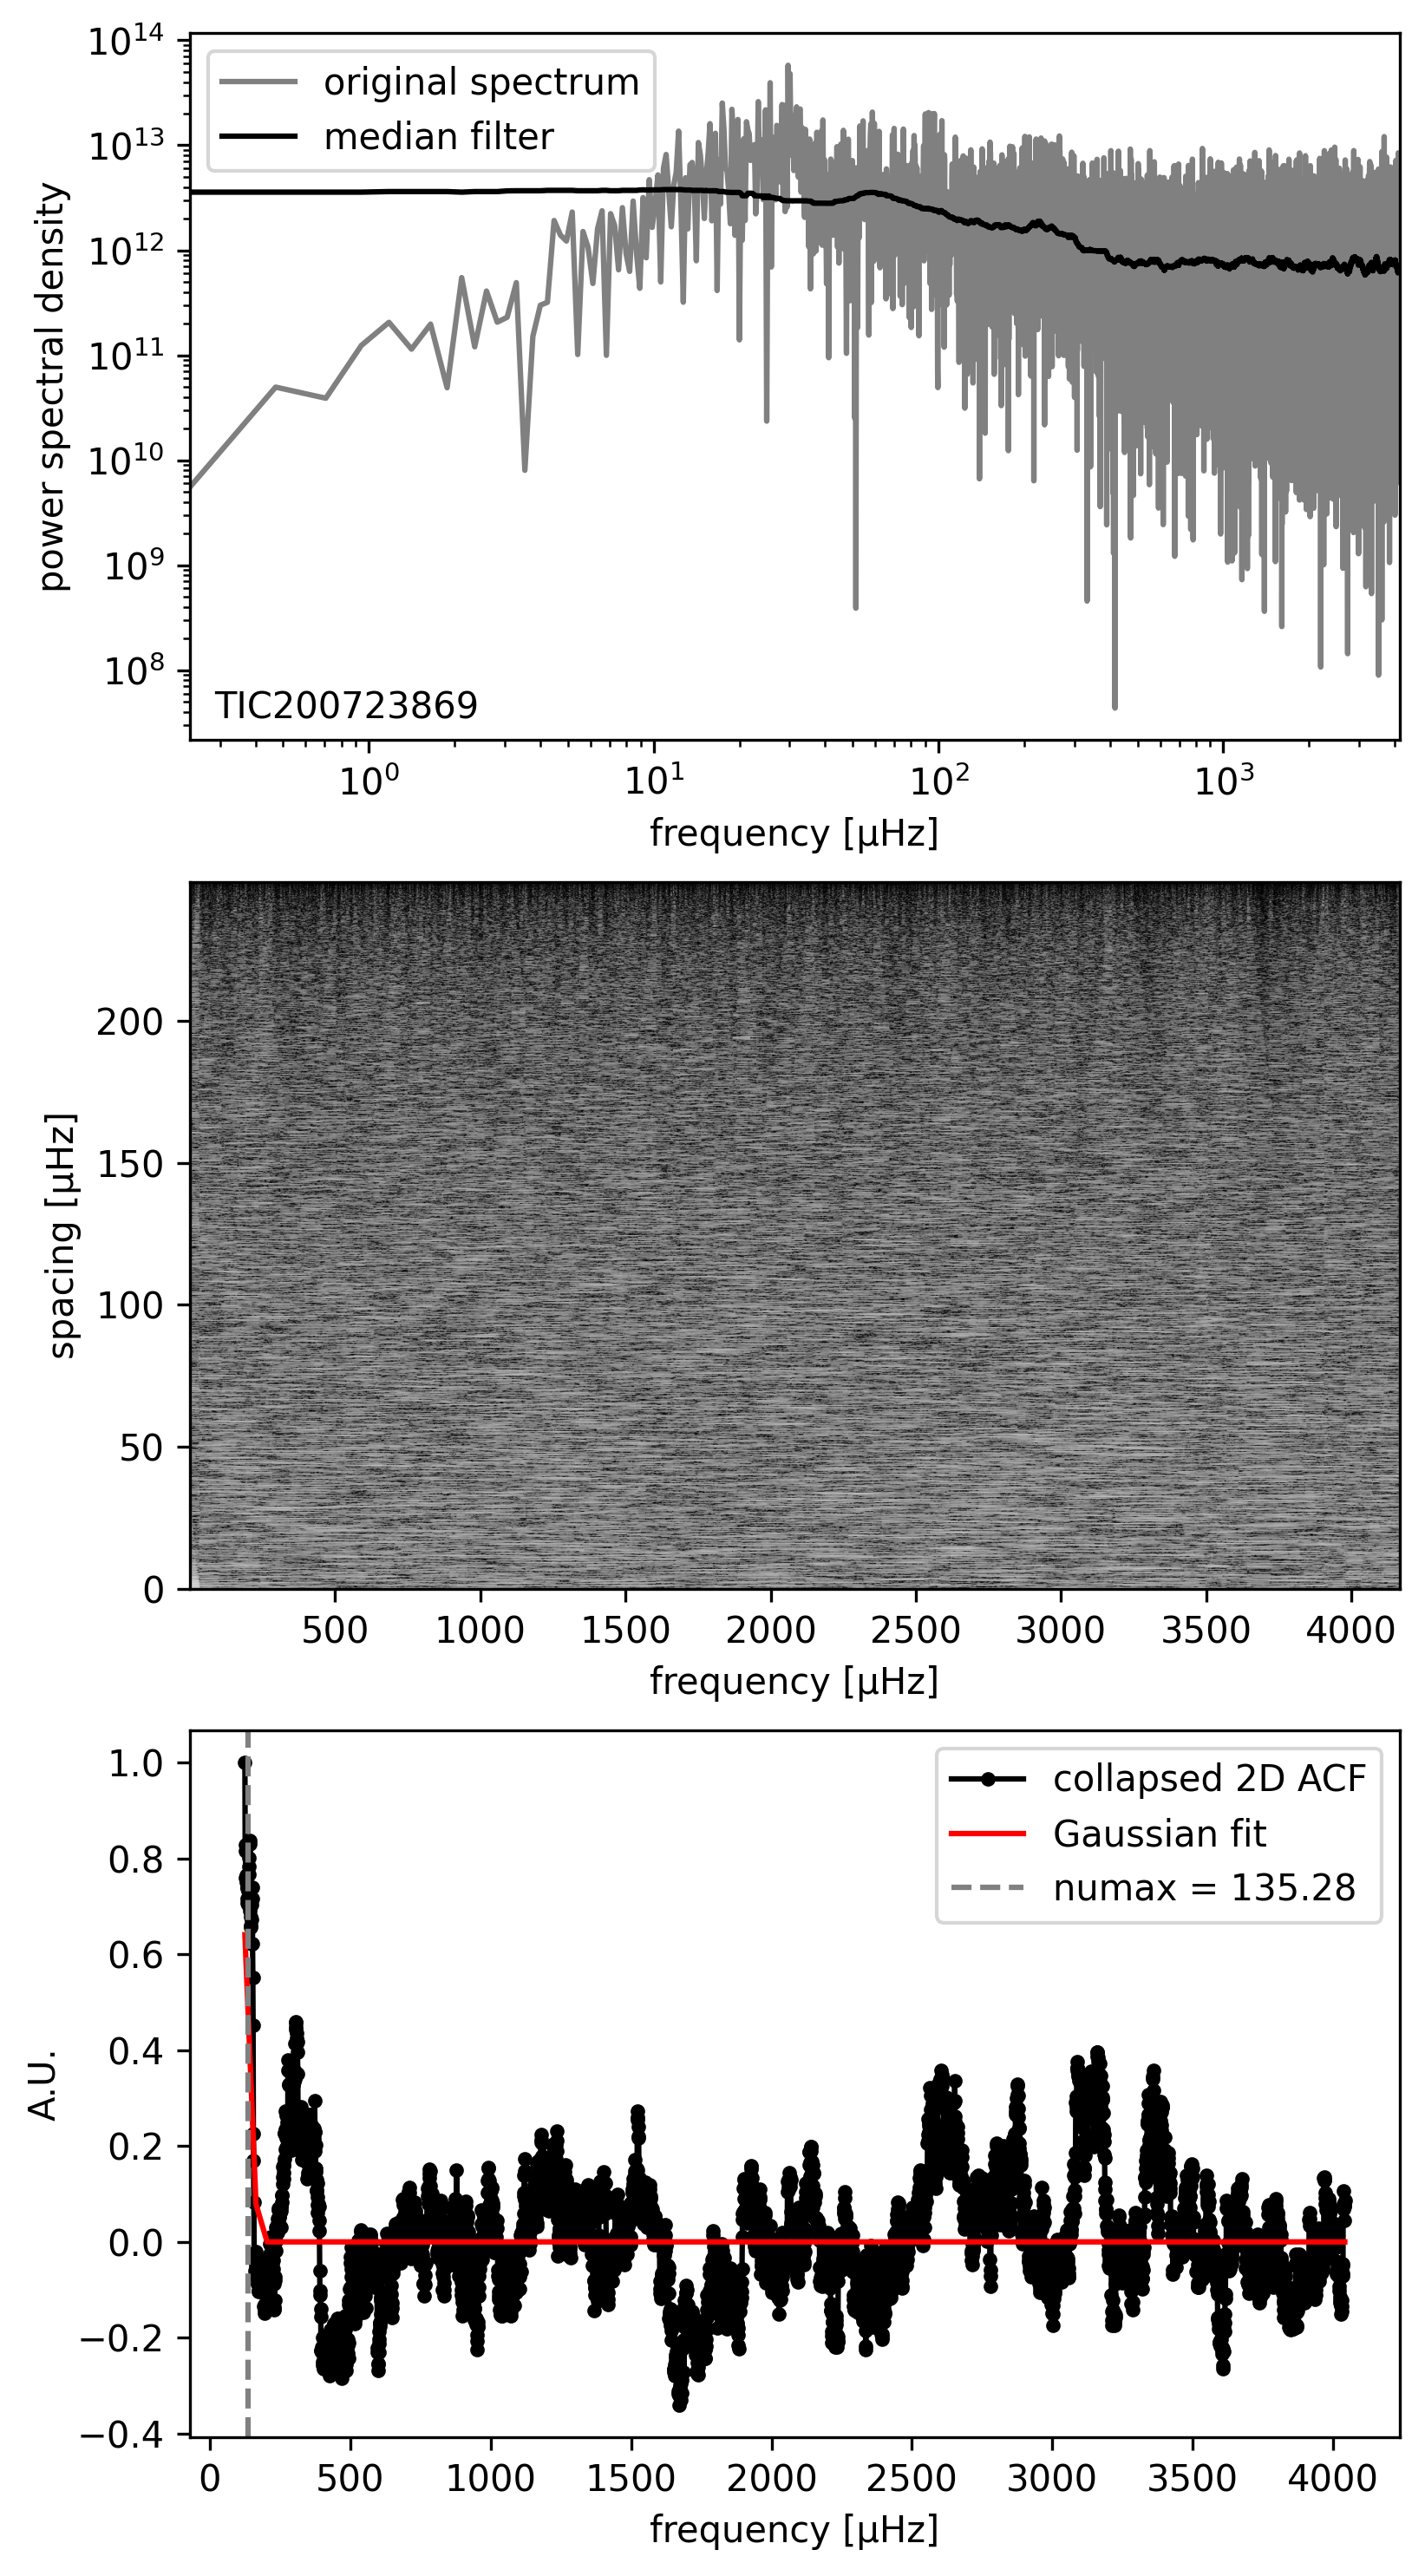 10^14
10^13
10^12
10^11
10^10
10^9
10^8
power spectral density
original spectrum
median filter
TIC200723869
10^0 10^1 10^2 10^3
frequency [μHz]
200
150
100
50
0
spacing [μHz]
500 1000 1500 2000 2500 3000 3500 4000
frequency [μHz]
1.0
0.8
0.6
0.4
0.2
0.0
−0.2
−0.4
A.U.
collapsed 2D ACF
Gaussian fit
numax = 135.28
0 500 1000 1500 2000 2500 3000 3500 4000
frequency [μHz]